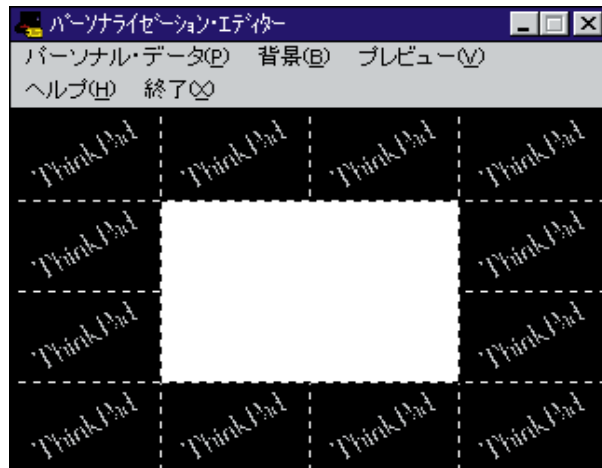 ﾊﾟｰｿﾅﾗｲｾﾞｰｼｮﾝ･ｴﾃﾞｨﾀｰ
パーソナル・データ(P) 背景(B) プレビュー(V)
ヘルプ(H) 終了(X)
ThinkPad ThinkPad ThinkPad ThinkPad
ThinkPad ThinkPad
ThinkPad ThinkPad
ThinkPad ThinkPad ThinkPad ThinkPad